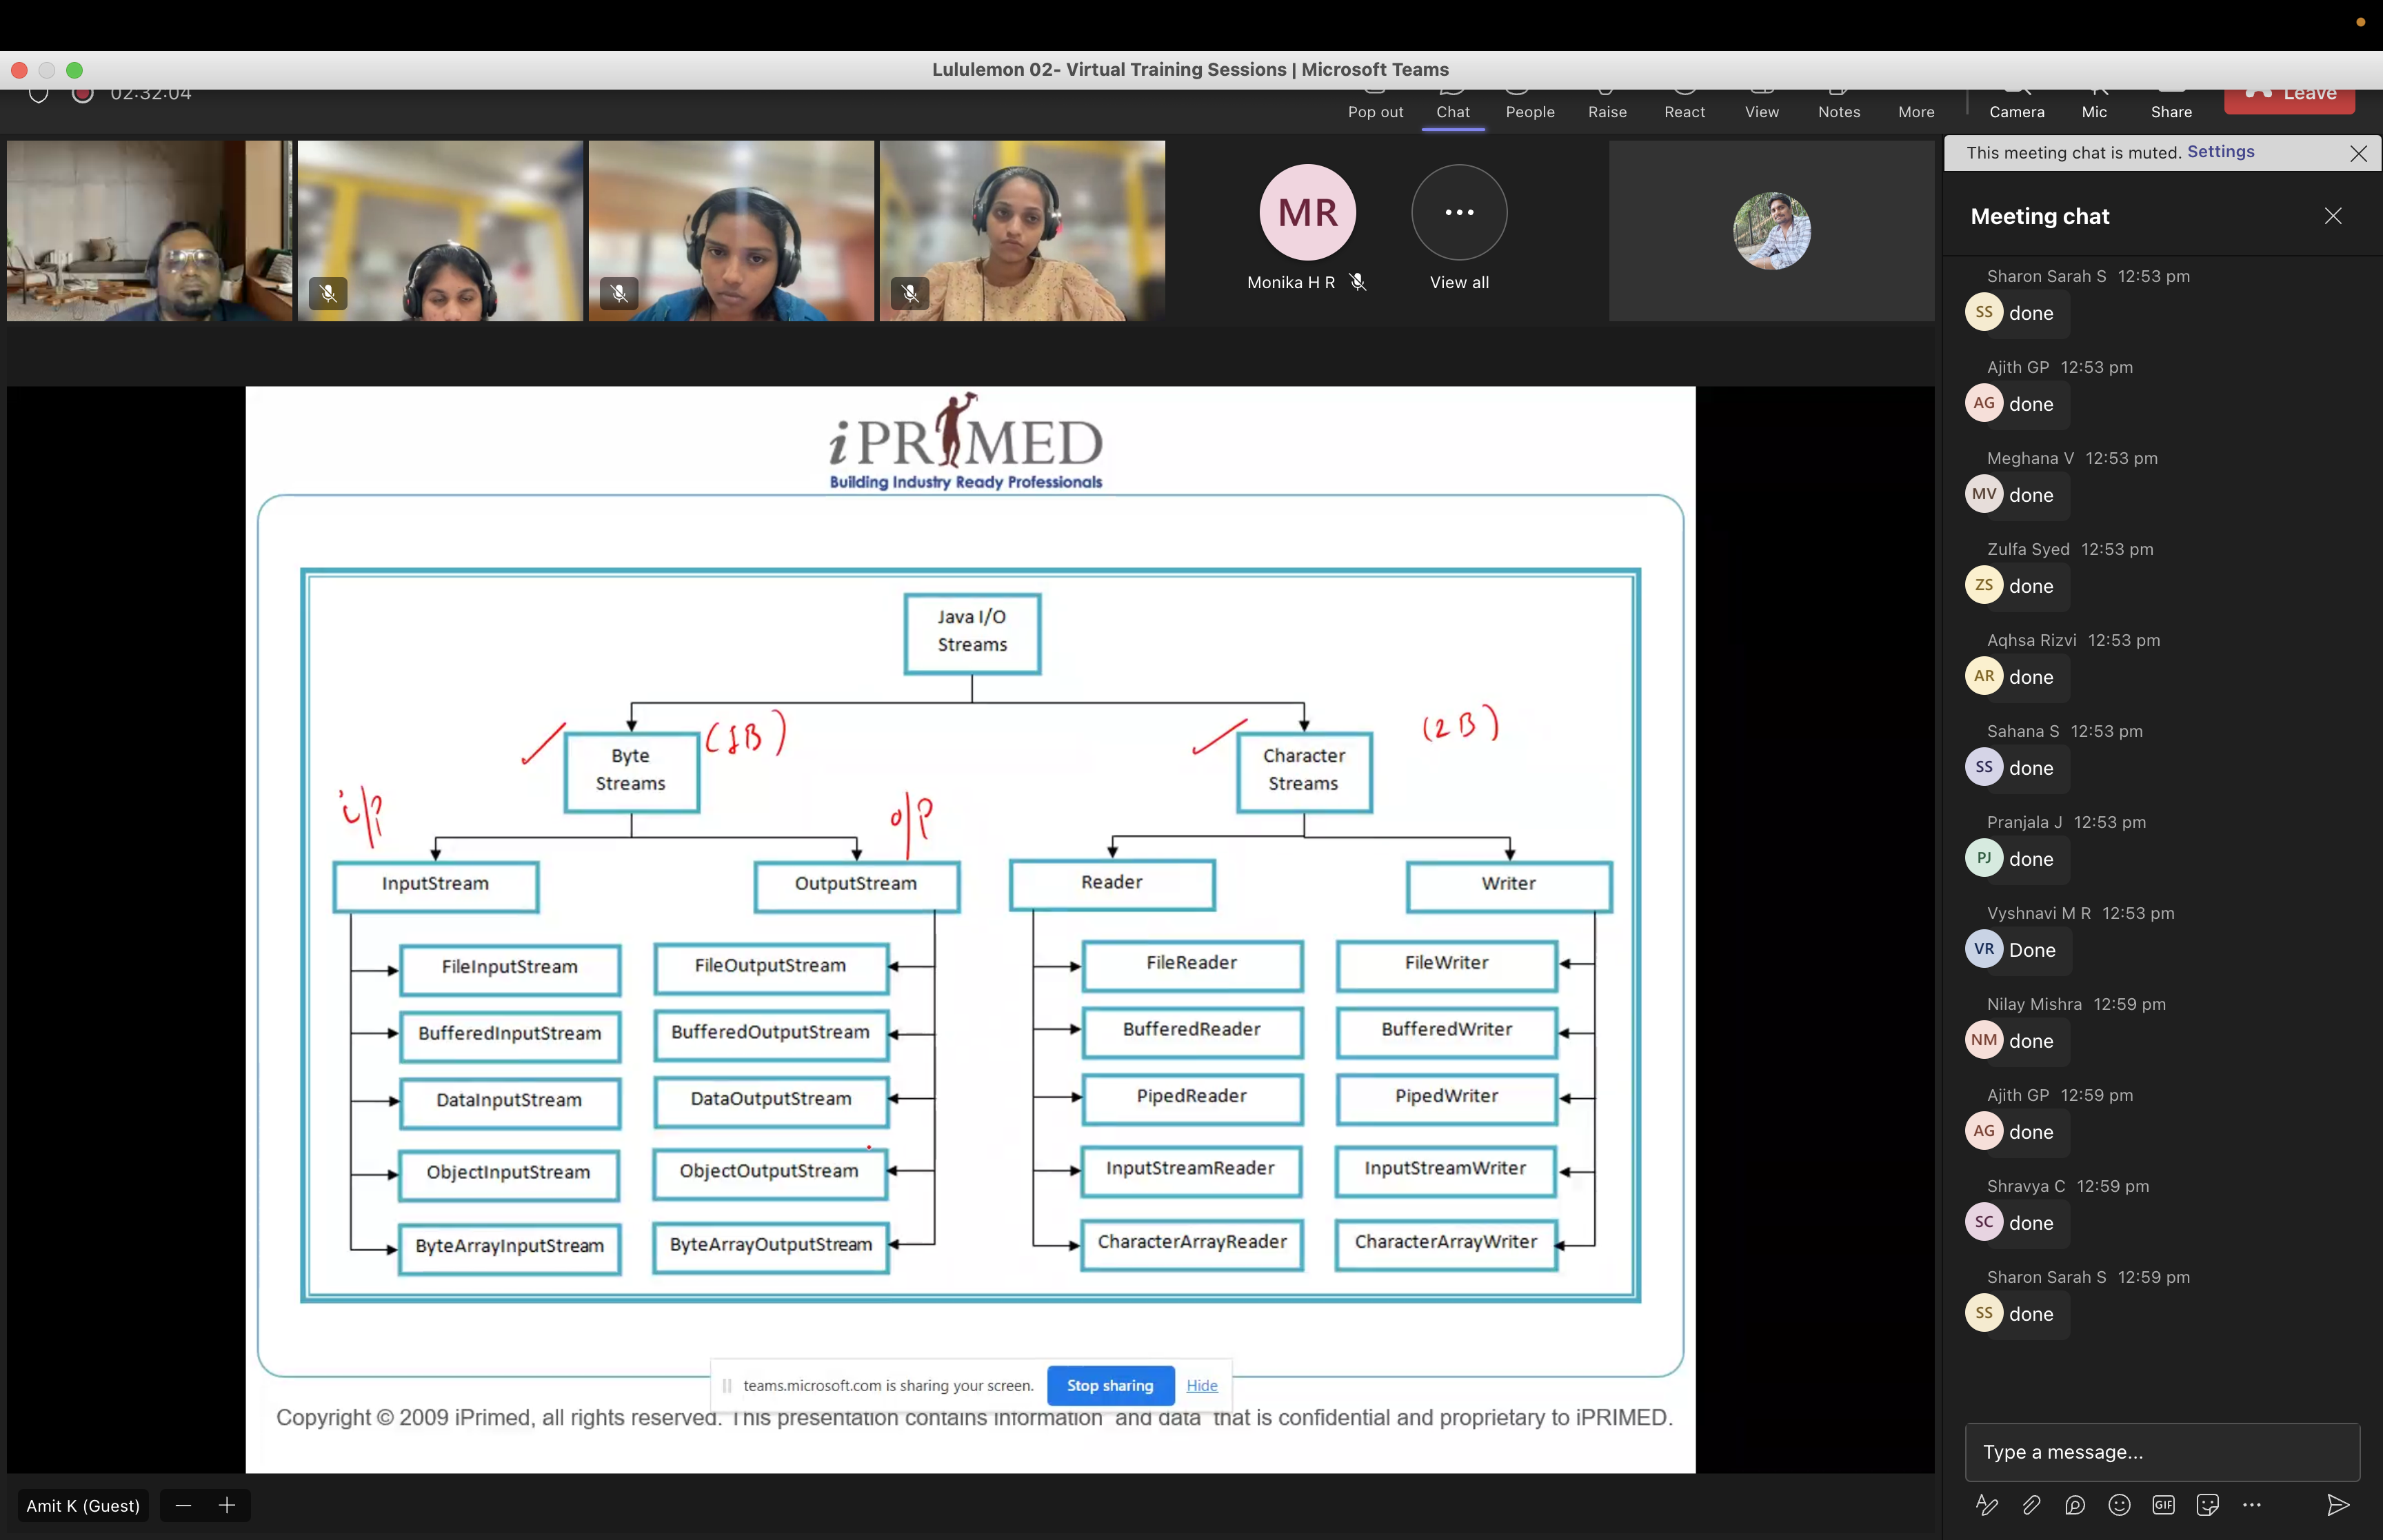 Lululemon 02- Virtual Training Sessions | Microsoft Teams
02:32:04
Pop out
Chat
People
Raise
React
View
Notes
More
Camera
Mic
Share
Leave
MR
Monika H R
View all
This meeting chat is muted. Settings
Meeting chat
Sharon Sarah S 12:53 pm
SS done
Ajith GP 12:53 pm
AG done
Meghana V 12:53 pm
MV done
Zulfa Syed 12:53 pm
ZS done
Aqhsa Rizvi 12:53 pm
AR done
Sahana S 12:53 pm
SS done
Pranjala J 12:53 pm
PJ done
Vyshnavi M R 12:53 pm
VR Done
Nilay Mishra 12:59 pm
NM done
Ajith GP 12:59 pm
AG done
Shravya C 12:59 pm
SC done
Sharon Sarah S 12:59 pm
SS done
Type a message...
GIF
iPRIMED
Building Industry Ready Professionals
Java I/O
Streams
Byte
Streams
(1B)
Character
Streams
(2B)
i/p
o/p
InputStream
OutputStream
Reader
Writer
FileInputStream
FileOutputStream
FileReader
FileWriter
BufferedInputStream
BufferedOutputStream
BufferedReader
BufferedWriter
DataInputStream
DataOutputStream
PipedReader
PipedWriter
ObjectInputStream
ObjectOutputStream
InputStreamReader
InputStreamWriter
ByteArrayInputStream
ByteArrayOutputStream
CharacterArrayReader
CharacterArrayWriter
teams.microsoft.com is sharing your screen.
Stop sharing
Hide
Copyright © 2009 iPrimed, all rights reserved. This presentation contains information and data that is confidential and proprietary to iPRIMED.
Amit K (Guest)